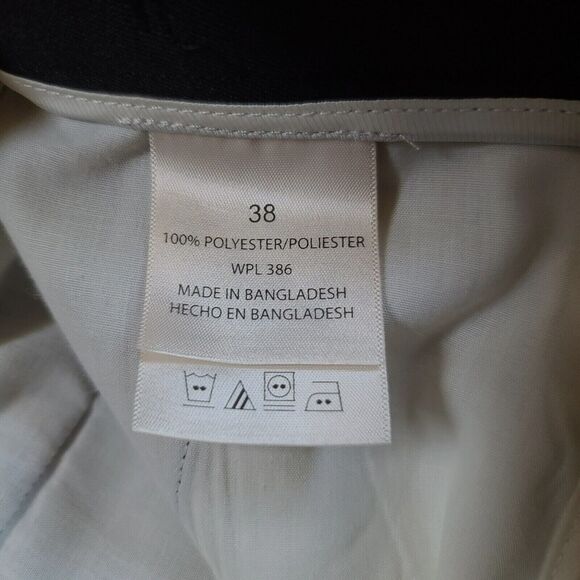 38
100% POLYESTER/POLIESTER
WPL 386
MADE IN BANGLADESH
HECHO EN BANGLADESH